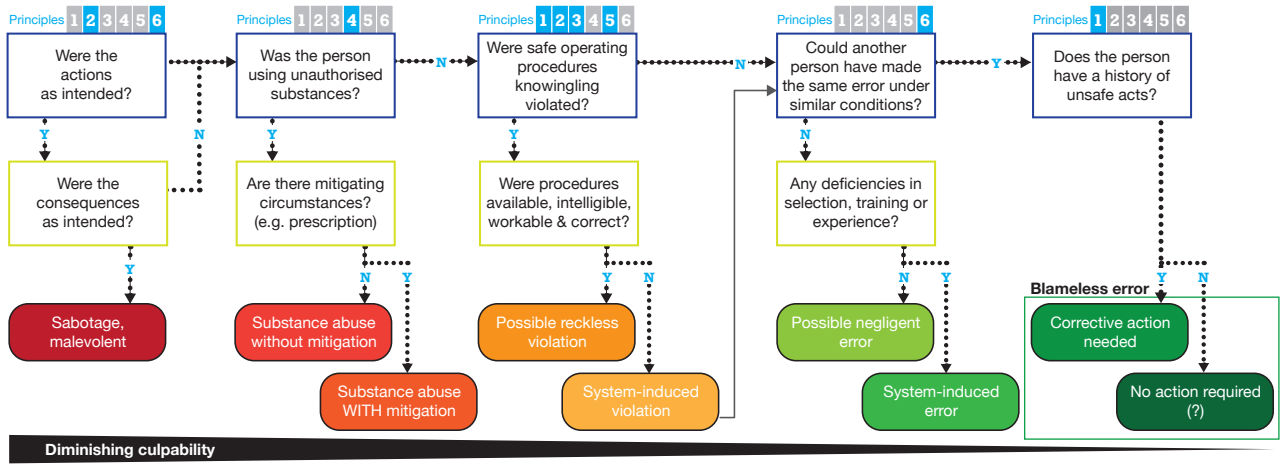 Principles 1 2 3 4 5 6
Principles 1 2 3 4 5 6
Principles 1 2 3 4 5 6
Principles 1 2 3 4 5 6
Principles 1 2 3 4 5 6
Were the
actions
as intended?
Was the person
using unauthorised
substances?
Were safe operating
procedures
knowingling
violated?
Could another
person have made
the same error under
similar conditions?
Does the person
have a history of
unsafe acts?
N
N
Y
Y
N
Y
Y
N
Were the
consequences
as intended?
Are there mitigating
circumstances?
(e.g. prescription)
Were procedures
available, intelligible,
workable & correct?
Any deficiencies in
selection, training or
experience?
Y
N
Y
Y
N
N
Y
Y
N
Blameless error
Sabotage,
malevolent
Substance abuse
without mitigation
Possible reckless
violation
Possible negligent
error
Corrective action
needed
Substance abuse
WITH mitigation
System-induced
violation
System-induced
error
No action required
(?)
Diminishing culpability